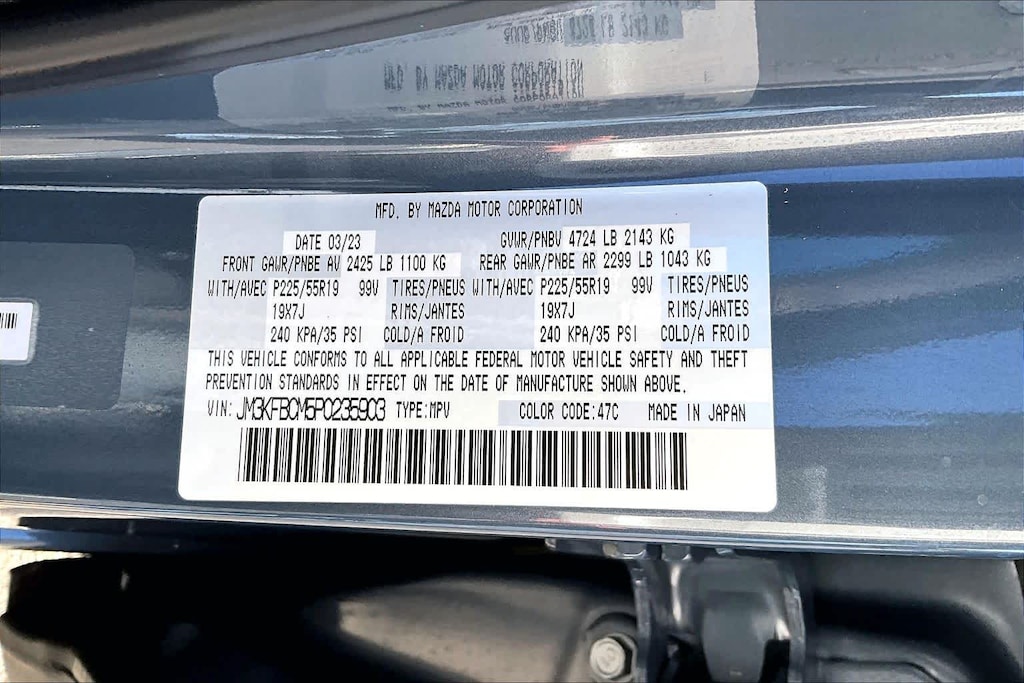 MFD. BY MAZDA MOTOR CORPORATION
DATE 03/23 GVWR/PNBV 4724 LB 2143 KG
FRONT GAWR/PNBE AV 2425 LB 1100 KG REAR GAWR/PNBE AR 2299 LB 1043 KG
WITH/AVEC P225/55R19 99V TIRES/PNEUS WITH/AVEC P225/55R19 99V TIRES/PNEUS
19X7J RIMS/JANTES 19X7J RIMS/JANTES
240 KPA/35 PSI COLD/A FROID 240 KPA/35 PSI COLD/A FROID
THIS VEHICLE CONFORMS TO ALL APPLICABLE FEDERAL MOTOR VEHICLE SAFETY AND THEFT
PREVENTION STANDARDS IN EFFECT ON THE DATE OF MANUFACTURE SHOWN ABOVE.
VIN: JM3KFBCM5P0235903 TYPE:MPV COLOR CODE:47C MADE IN JAPAN